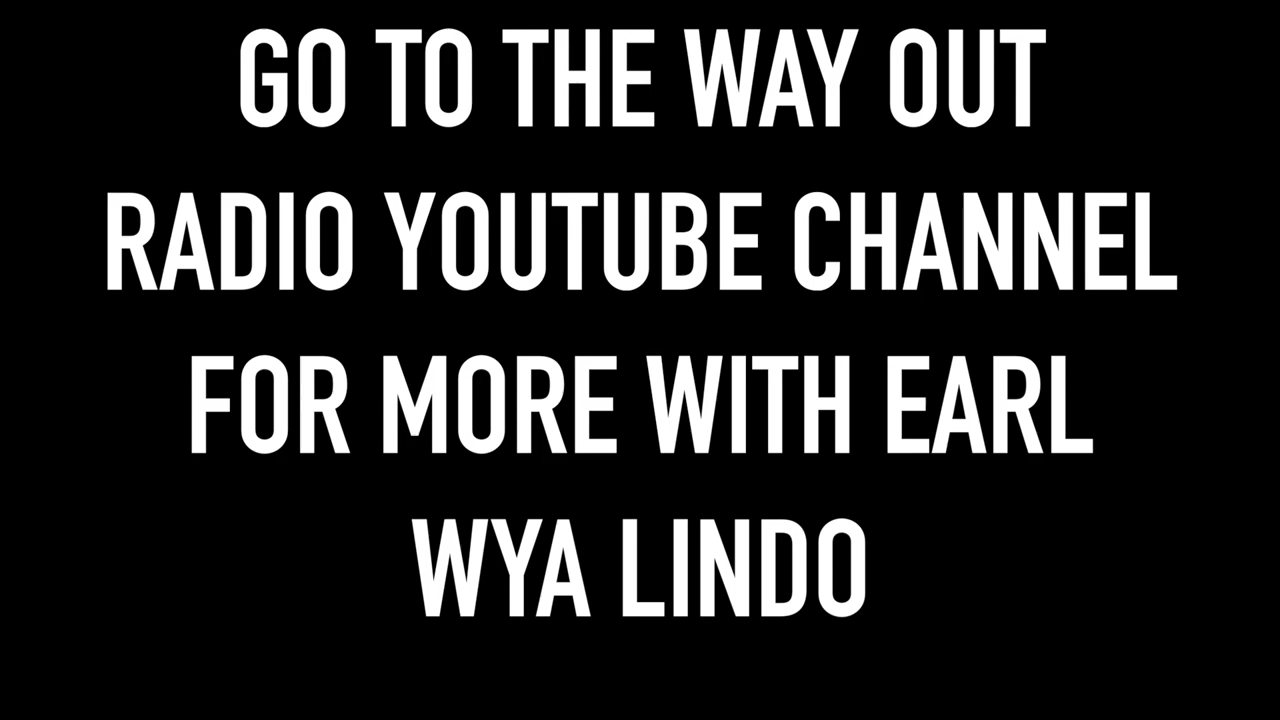 GO TO THE WAY OUT
RADIO YOUTUBE CHANNEL
FOR MORE WITH EARL
WYA LINDO